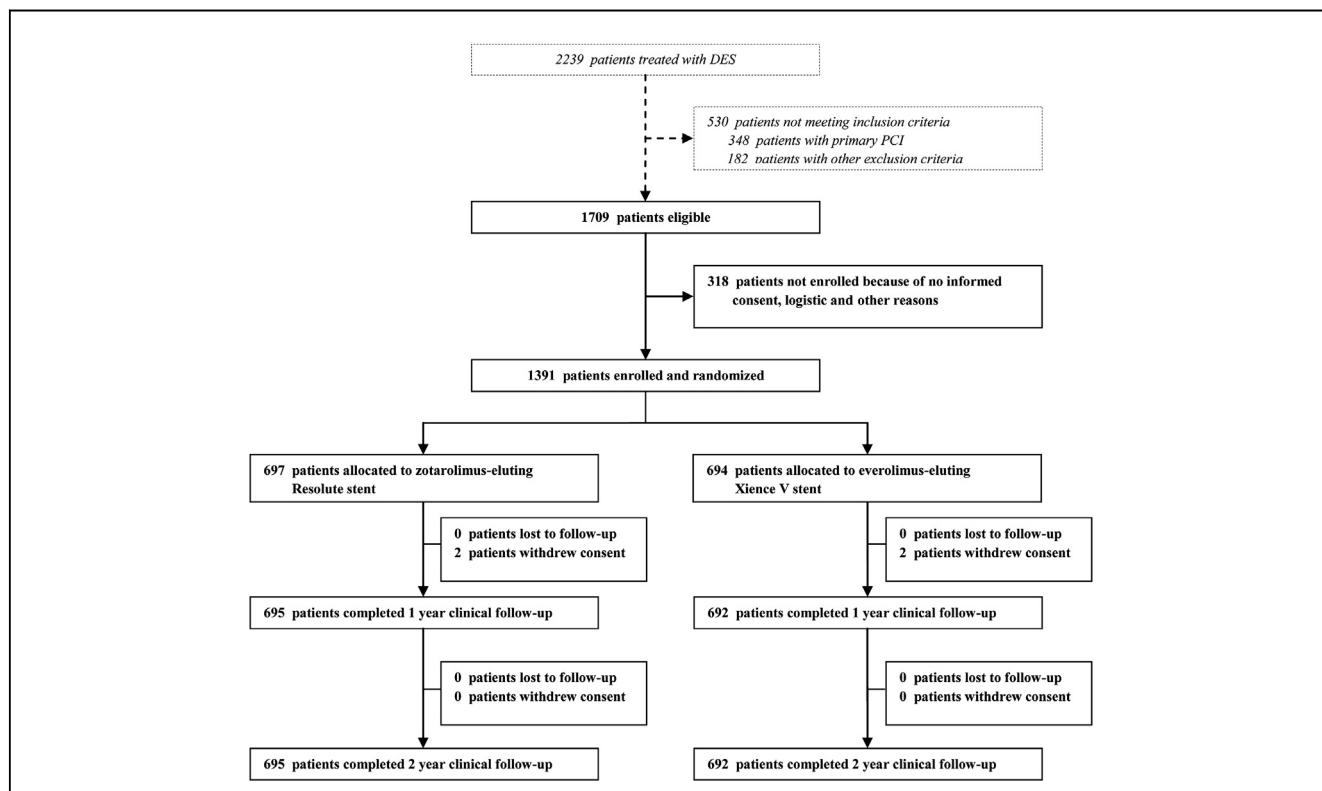 2239 patients treated with DES
530 patients not meeting inclusion criteria
348 patients with primary PCI
182 patients with other exclusion criteria
1709 patients eligible
318 patients not enrolled because of no informed
consent, logistic and other reasons
1391 patients enrolled and randomized
697 patients allocated to zotarolimus-eluting
Resolute stent
694 patients allocated to everolimus-eluting
Xience V stent
0 patients lost to follow-up
2 patients withdrew consent
0 patients lost to follow-up
2 patients withdrew consent
695 patients completed 1 year clinical follow-up
692 patients completed 1 year clinical follow-up
0 patients lost to follow-up
0 patients withdrew consent
0 patients lost to follow-up
0 patients withdrew consent
695 patients completed 2 year clinical follow-up
692 patients completed 2 year clinical follow-up